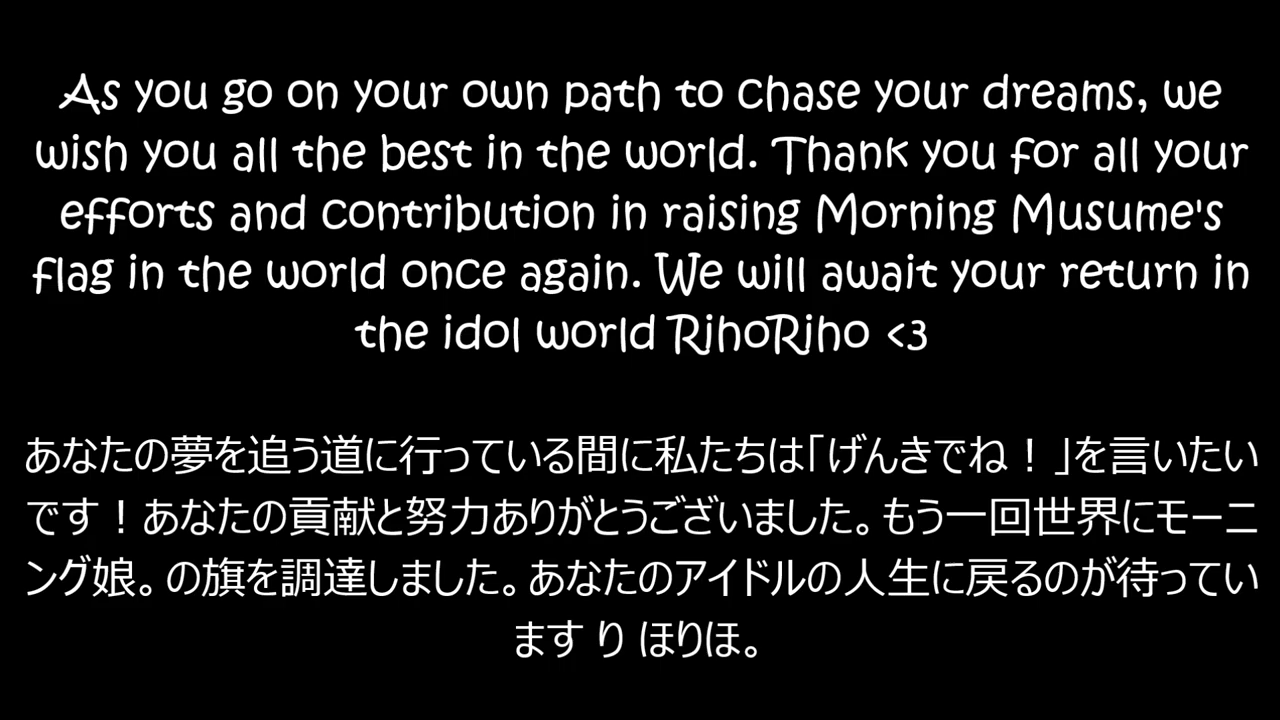 As you go on your own path to chase your dreams, we
wish you all the best in the world. Thank you for all your
efforts and contribution in raising Morning Musume's
flag in the world once again. We will await your return in
the idol world RihoRiho <3
あなたの夢を追う道に行っている間に私たちは「げんきでね！」を言いたい
です！あなたの貢献と努力ありがとうございました。もう一回世界にモーニ
ング娘。の旗を調達しました。あなたのアイドルの人生に戻るのが待ってい
ます り ほりほ。